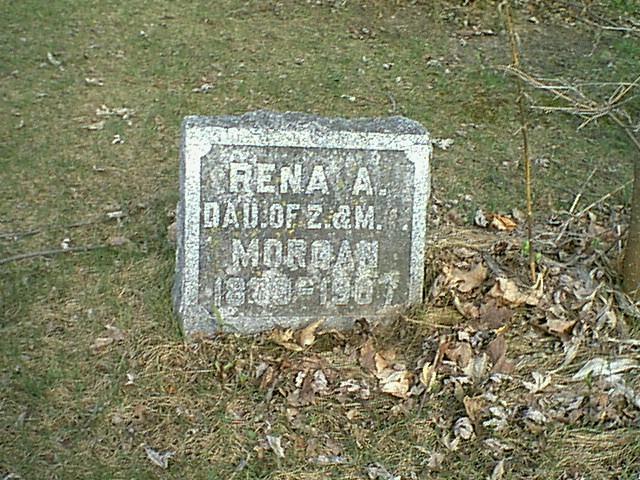 RENA A.
DAU. OF Z. & M.
MORGAN